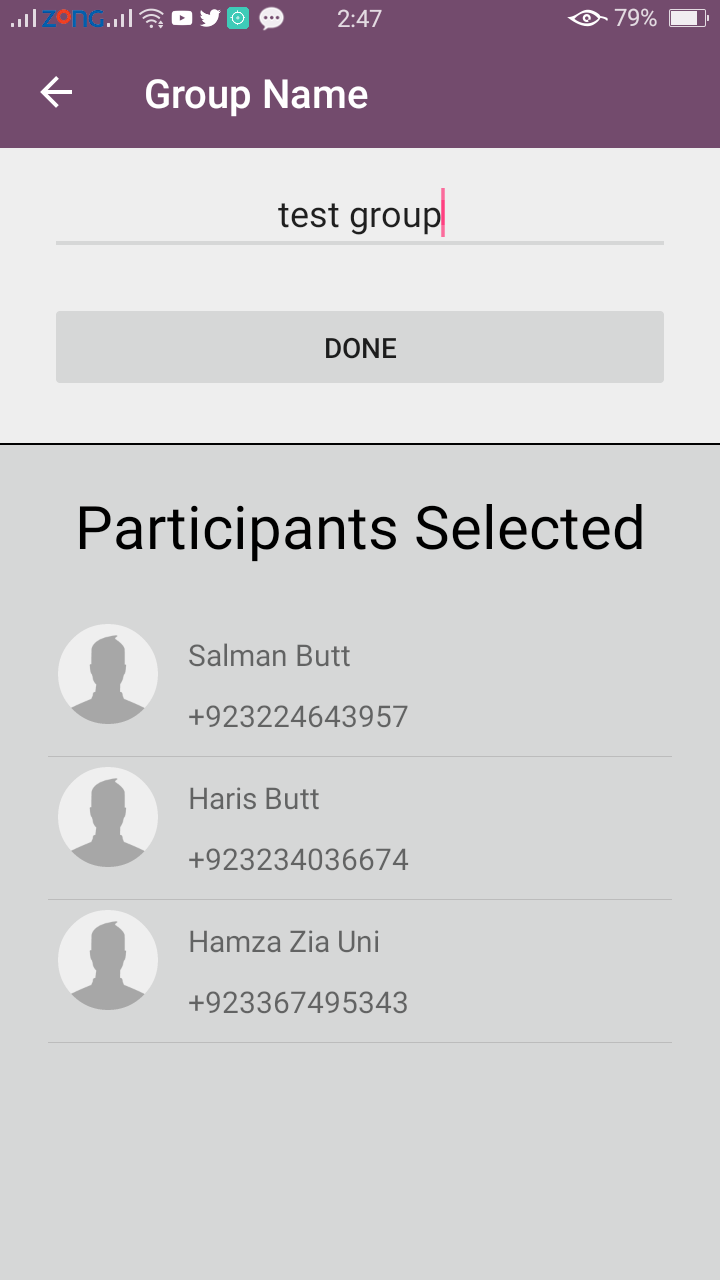 ZONG 2:47 79%
Group Name
test group
DONE
Participants Selected
Salman Butt
+923224643957
Haris Butt
+923234036674
Hamza Zia Uni
+923367495343